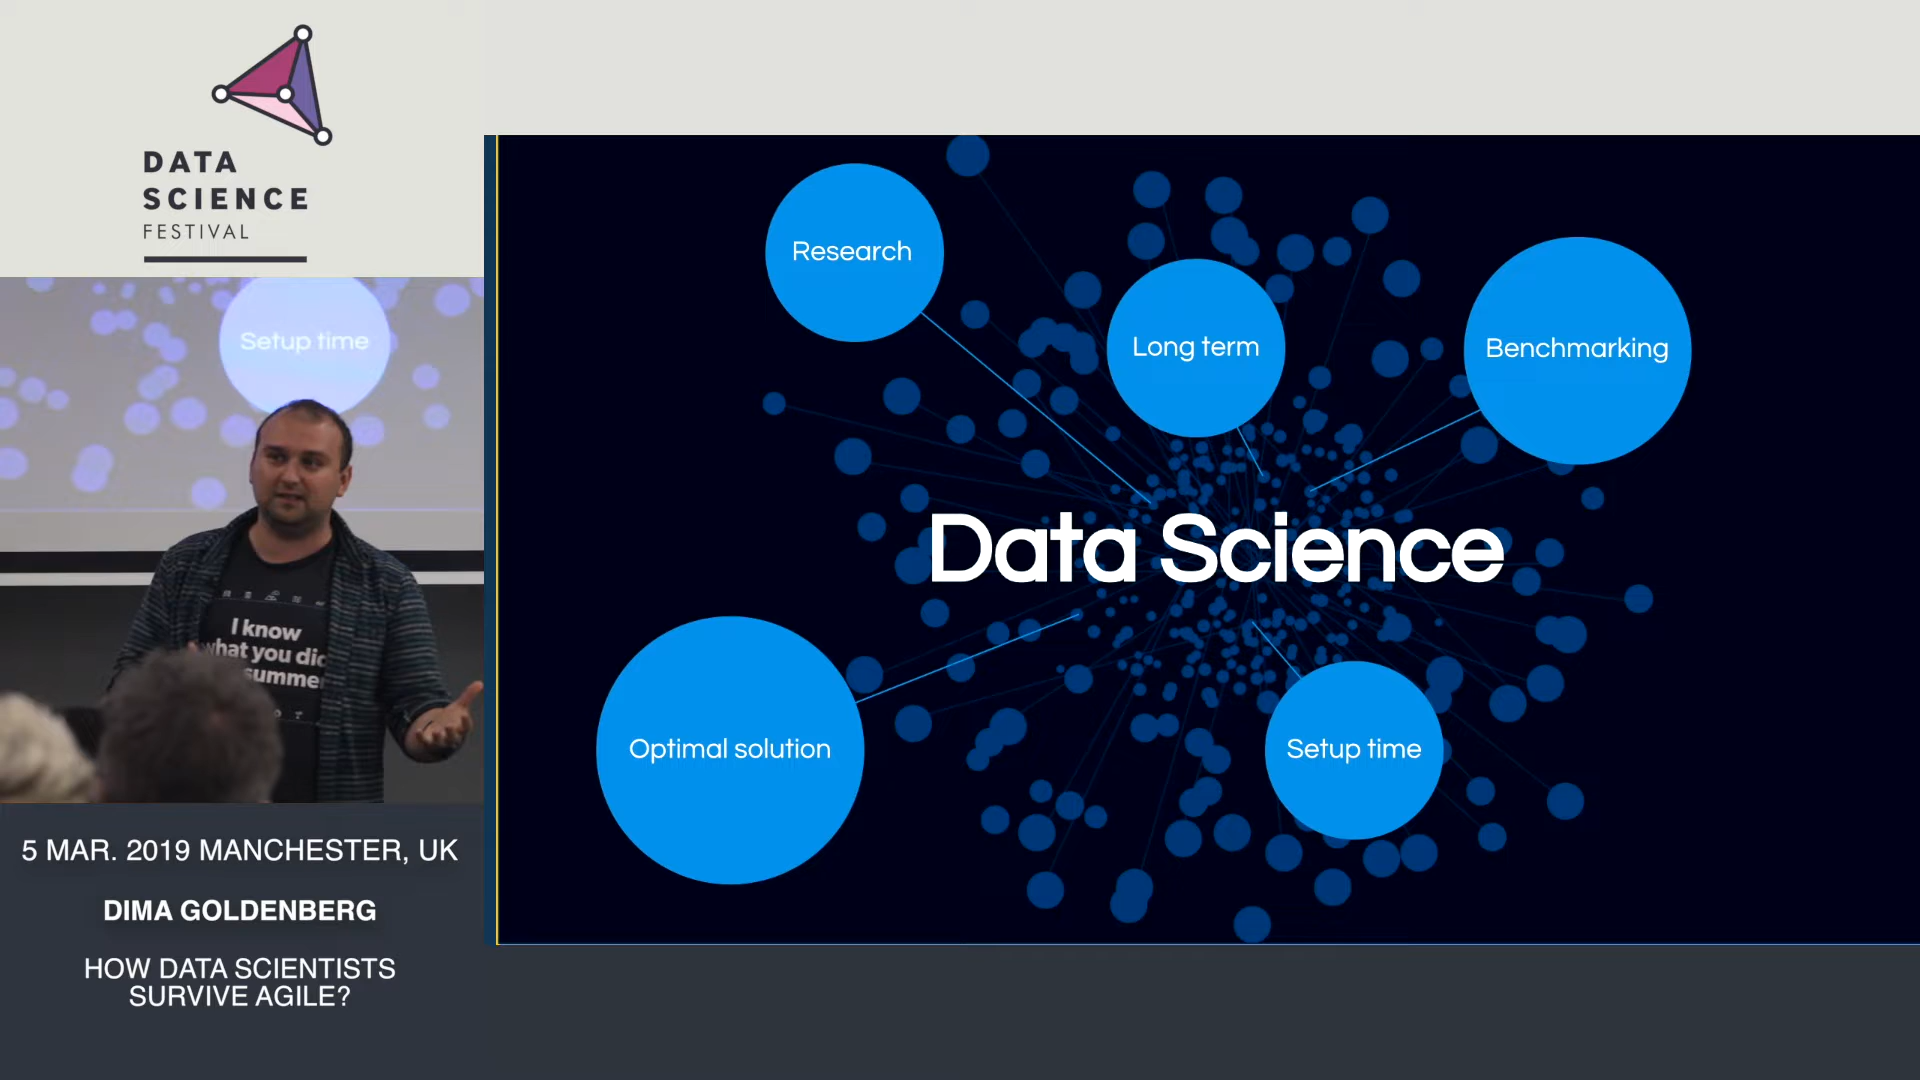 DATA
SCIENCE
FESTIVAL
Setup time
I know
what you did
summer
5 MAR. 2019 MANCHESTER, UK
DIMA GOLDENBERG
HOW DATA SCIENTISTS
SURVIVE AGILE?
Research
Long term
Benchmarking
Data Science
Optimal solution
Setup time